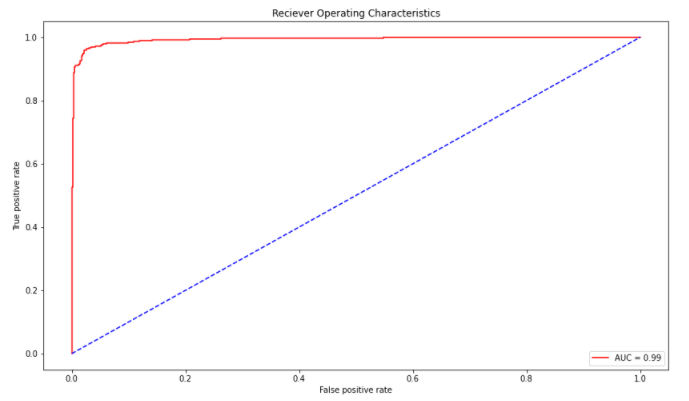 Reciever Operating Characteristics
1.0
0.8
0.6
0.4
0.2
0.0
True positive rate
0.0 0.2 0.4 0.6 0.8 1.0
False positive rate
AUC = 0.99